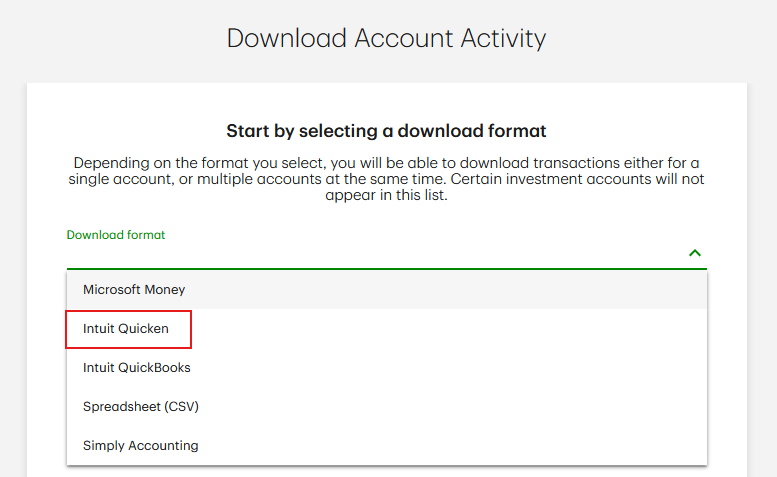 Download Account Activity
Start by selecting a download format
Depending on the format you select, you will be able to download transactions either for a
single account, or multiple accounts at the same time. Certain investment accounts will not
appear in this list.
Download format
Microsoft Money
Intuit Quicken
Intuit QuickBooks
Spreadsheet (CSV)
Simply Accounting